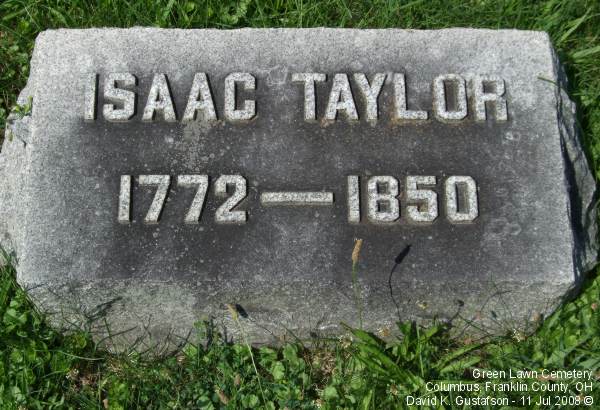 ISAAC TAYLOR
1772—1850
Green Lawn Cemetery
Columbus, Franklin County, OH
David K. Gustafson - 11 Jul 2008 ©